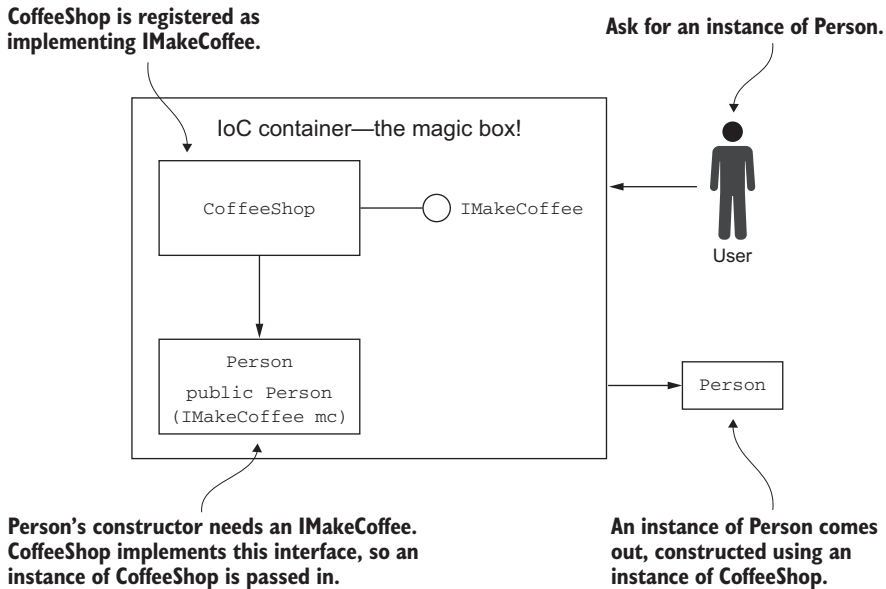 CoffeeShop is registered as
implementing IMakeCoffee.
Ask for an instance of Person.
IoC container—the magic box!
CoffeeShop
IMakeCoffee
User
Person
public Person
(IMakeCoffee mc)
Person
Person’s constructor needs an IMakeCoffee.
CoffeeShop implements this interface, so an
instance of CoffeeShop is passed in.
An instance of Person comes
out, constructed using an
instance of CoffeeShop.